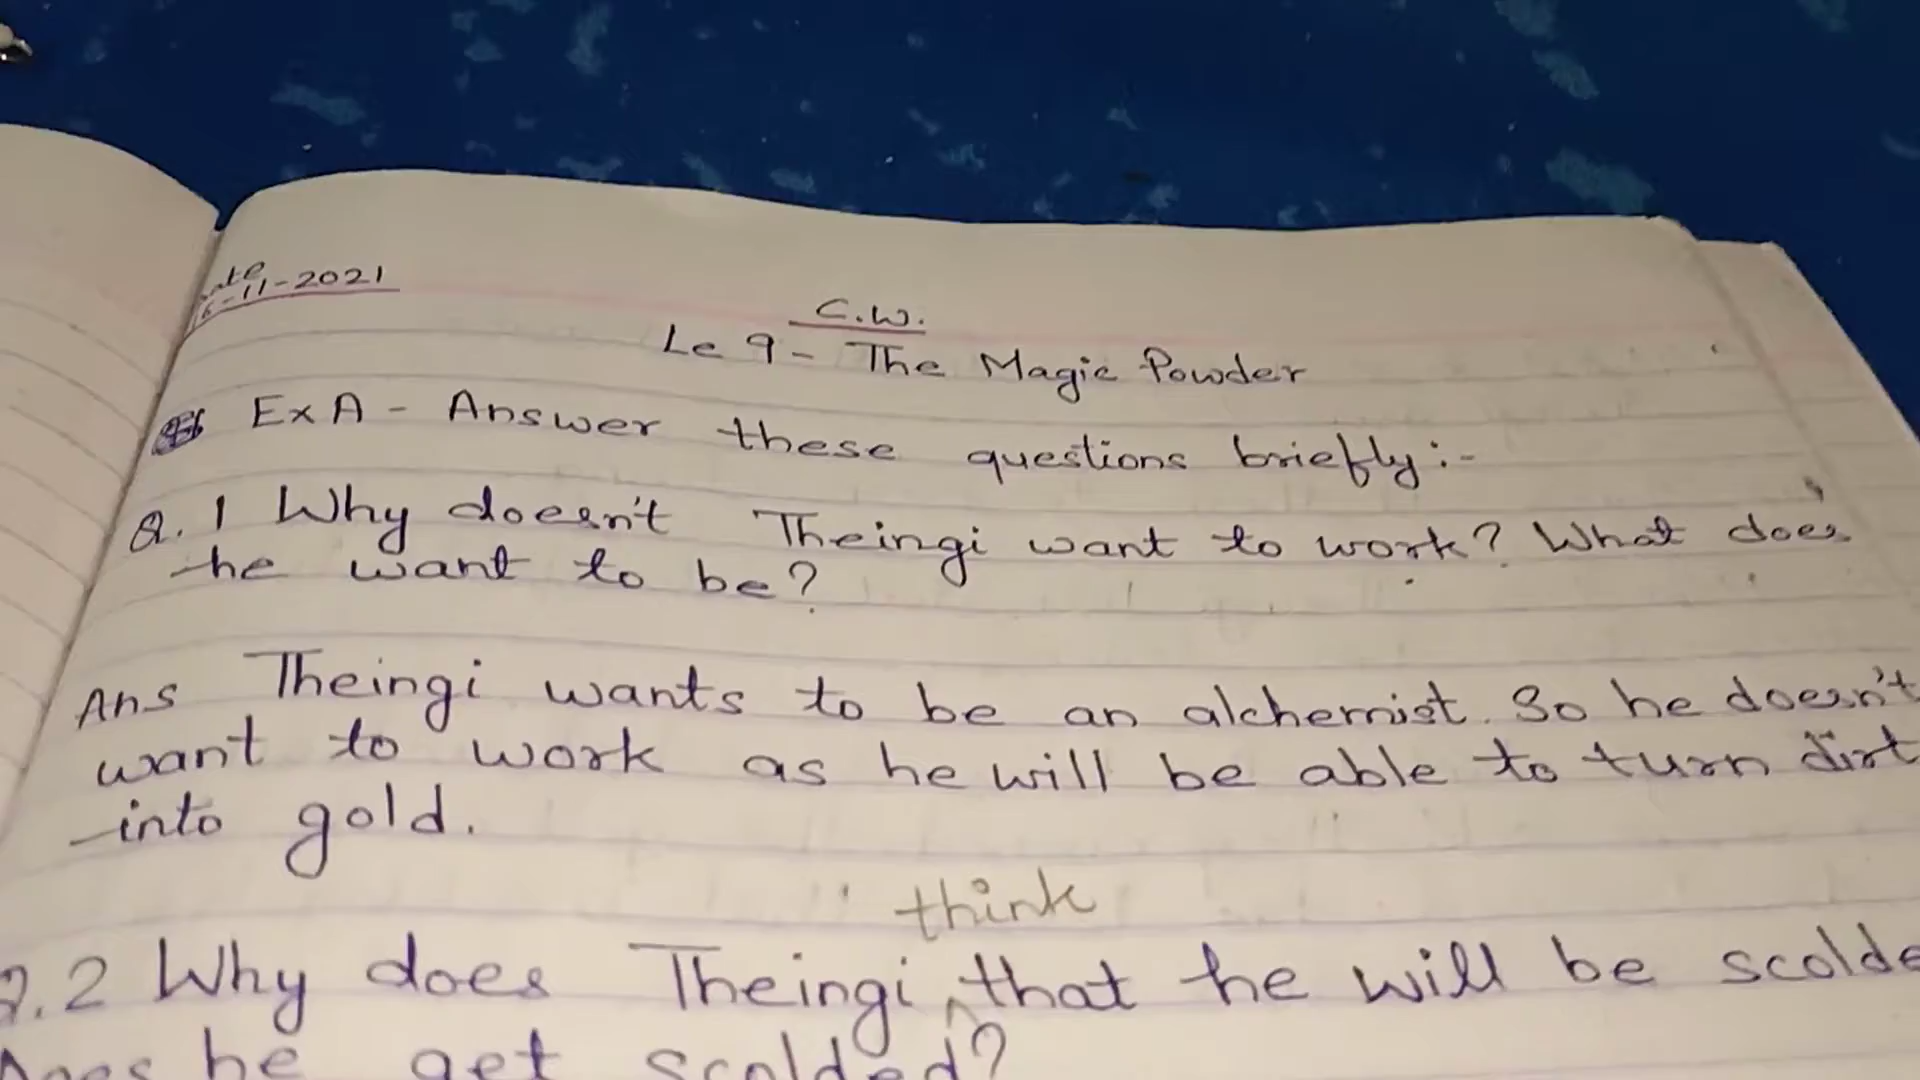 Date
16-11-2021
C.W.
Le 9 - The Magic Powder
Ex A - Answer these questions briefly :-
Q.1 Why doesn't Theingi want to work? What does
he want to be?
Ans Theingi wants to be an alchemist. So he doesn't
want to work as he will be able to turn dirt
into gold.
think
Q.2 Why does Theingi ^ that he will be scolde
Does he get scolded?